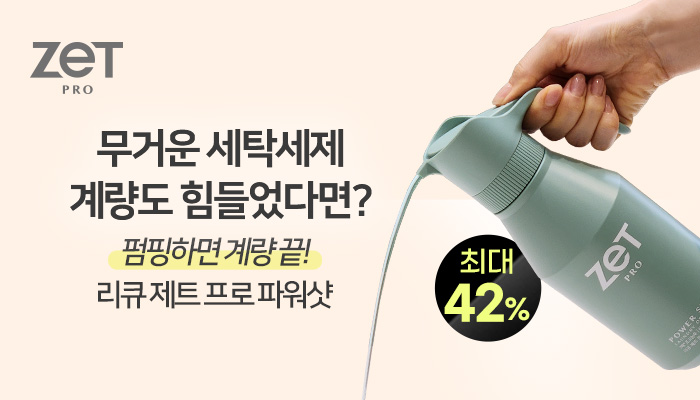 ZET
PRO
무거운 세탁세제
계량도 힘들었다면?
펌핑하면 계량 끝!
리큐 제트 프로 파워샷
최대
42%
ZET
PRO